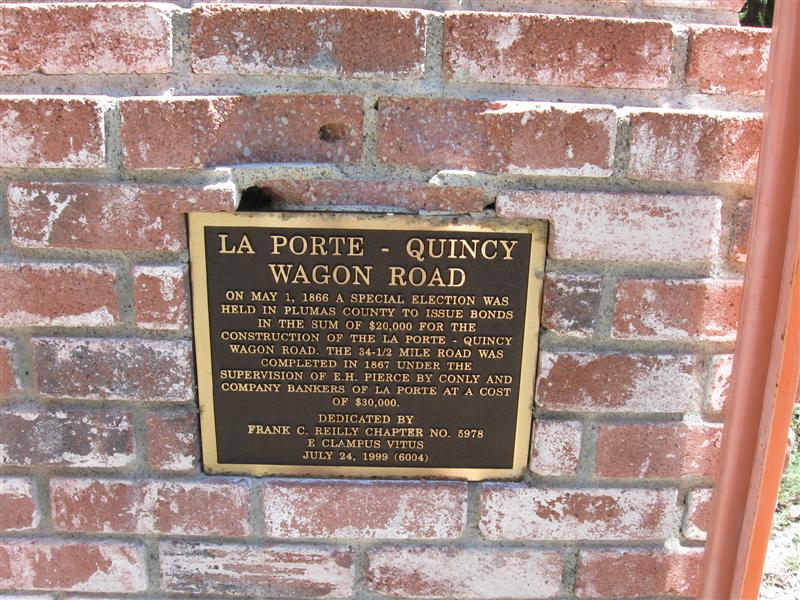 LA PORTE - QUINCY
WAGON ROAD
ON MAY 1, 1866 A SPECIAL ELECTION WAS
HELD IN PLUMAS COUNTY TO ISSUE BONDS
IN THE SUM OF $20,000 FOR THE
CONSTRUCTION OF THE LA PORTE - QUINCY
WAGON ROAD. THE 34-1/2 MILE ROAD WAS
COMPLETED IN 1867 UNDER THE
SUPERVISION OF E.H. PIERCE BY CONLY AND
COMPANY BANKERS OF LA PORTE AT A COST
OF $30,000.
DEDICATED BY
FRANK C. REILLY CHAPTER NO. 5978
E CLAMPUS VITUS
JULY 24, 1999 (6004)